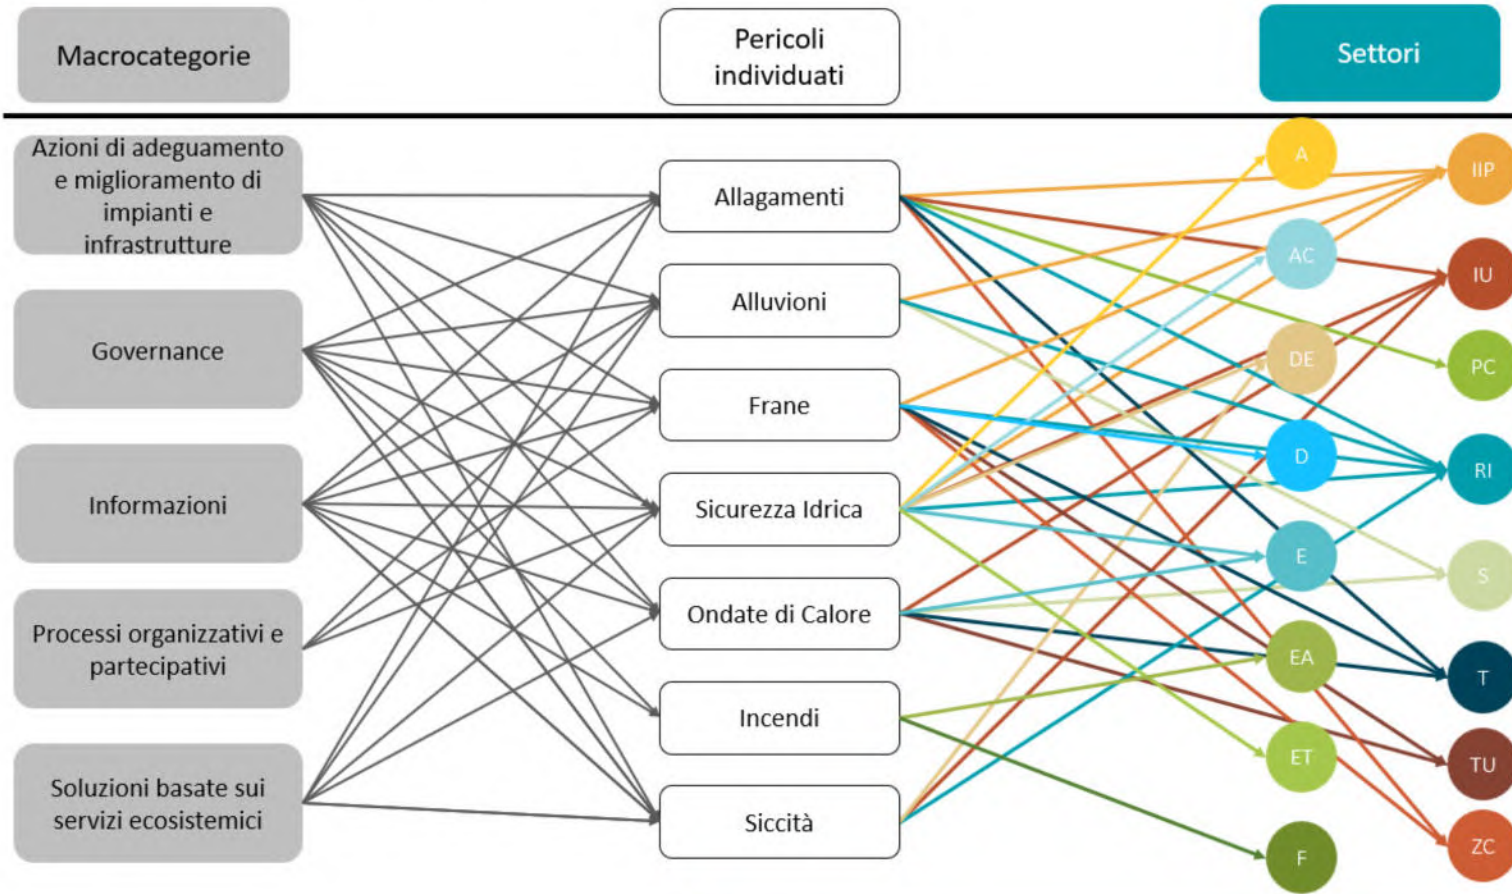 Macrocategorie
Pericoli
individuati
Settori
Azioni di adeguamento
e miglioramento di
impianti e
infrastrutture
Governance
Informazioni
Processi organizzativi e
partecipativi
Soluzioni basate sui
servizi ecosistemici
Allagamenti
Alluvioni
Frane
Sicurezza Idrica
Ondate di Calore
Incendi
Siccità
A
AC
DE
D
E
EA
ET
F
IIP
IU
PC
RI
S
T
TU
ZC